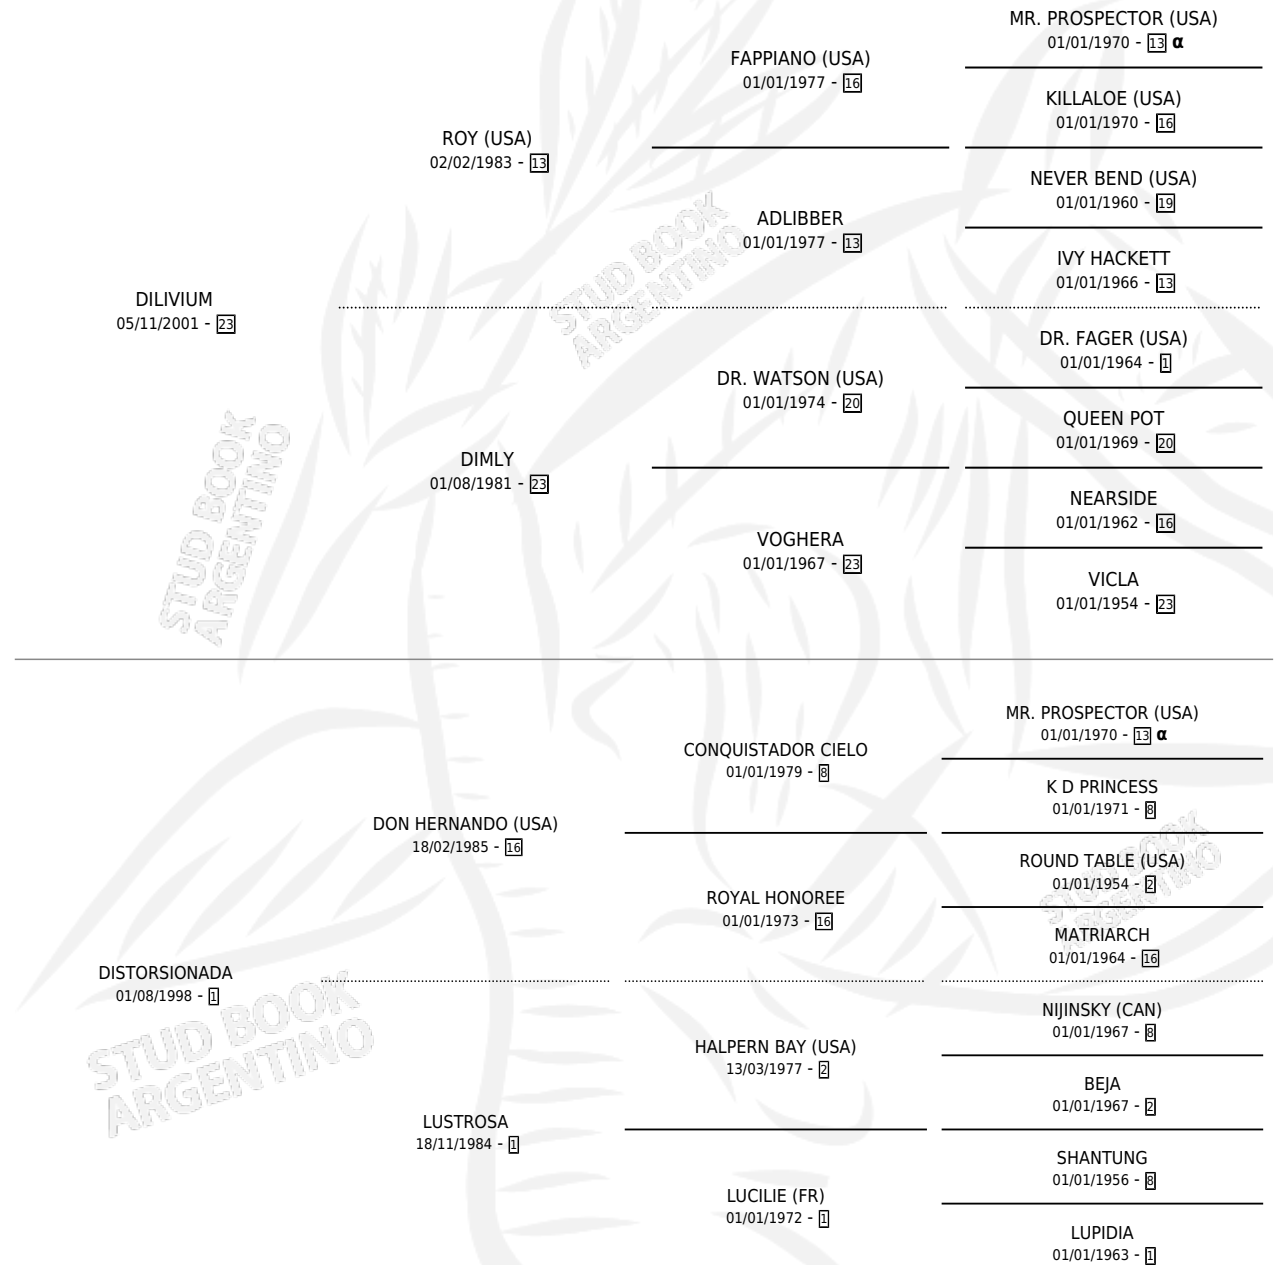 MR. PROSPECTOR (USA)
01/01/1970 - 13 α
FAPPIANO (USA)
01/01/1977 - 16
KILLALOE (USA)
01/01/1970 - 16
ROY (USA)
02/02/1983 - 13
NEVER BEND (USA)
01/01/1960 - 19
ADLIBBER
01/01/1977 - 13
IVY HACKETT
01/01/1966 - 13
DILIVIUM
05/11/2001 - 23
DR. FAGER (USA)
01/01/1964 - 1
DR. WATSON (USA)
01/01/1974 - 20
QUEEN POT
01/01/1969 - 20
DIMLY
01/08/1981 - 23
NEARSIDE
01/01/1962 - 16
VOGHERA
01/01/1967 - 23
VICLA
01/01/1954 - 23
MR. PROSPECTOR (USA)
01/01/1970 - 13 α
CONQUISTADOR CIELO
01/01/1979 - 8
K D PRINCESS
01/01/1971 - 8
DON HERNANDO (USA)
18/02/1985 - 16
ROUND TABLE (USA)
01/01/1954 - 2
ROYAL HONOREE
01/01/1973 - 16
MATRIARCH
01/01/1964 - 16
DISTORSIONADA
01/08/1998 - 1
NIJINSKY (CAN)
01/01/1967 - 8
HALPERN BAY (USA)
13/03/1977 - 2
BEJA
01/01/1967 - 2
LUSTROSA
18/11/1984 - 1
SHANTUNG
01/01/1956 - 8
LUCILIE (FR)
01/01/1972 - 1
LUPIDIA
01/01/1963 - 1
STUD BOOK
ARGENTINO
STUD BOOK
ARGENTINO
STUD BOOK
ARGENTINO
STUD BOOK
ARGENTINO